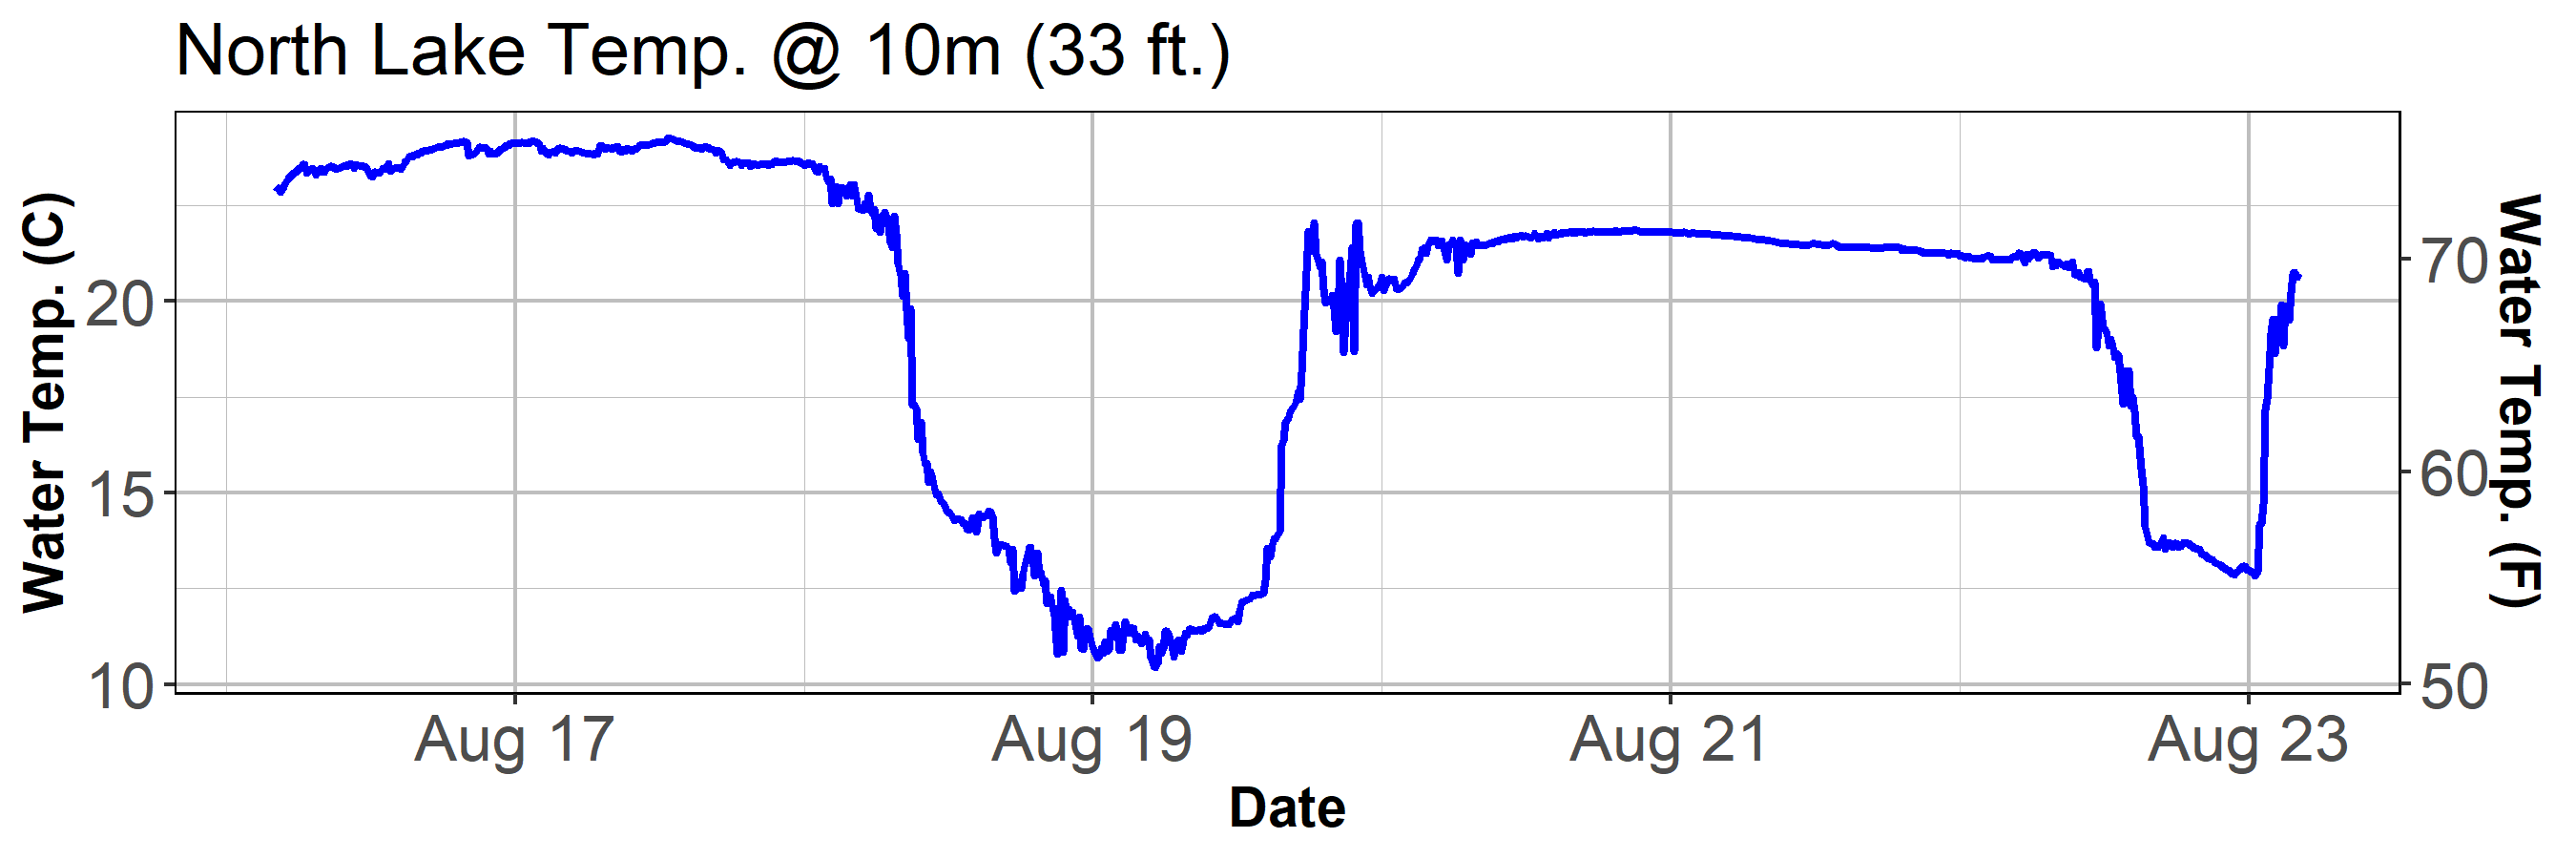 North Lake Temp. @ 10m (33 ft.)
Water Temp. (C)
20
15
10
70
60
50
Water Temp. (F)
Aug 17
Aug 19
Aug 21
Aug 23
Date